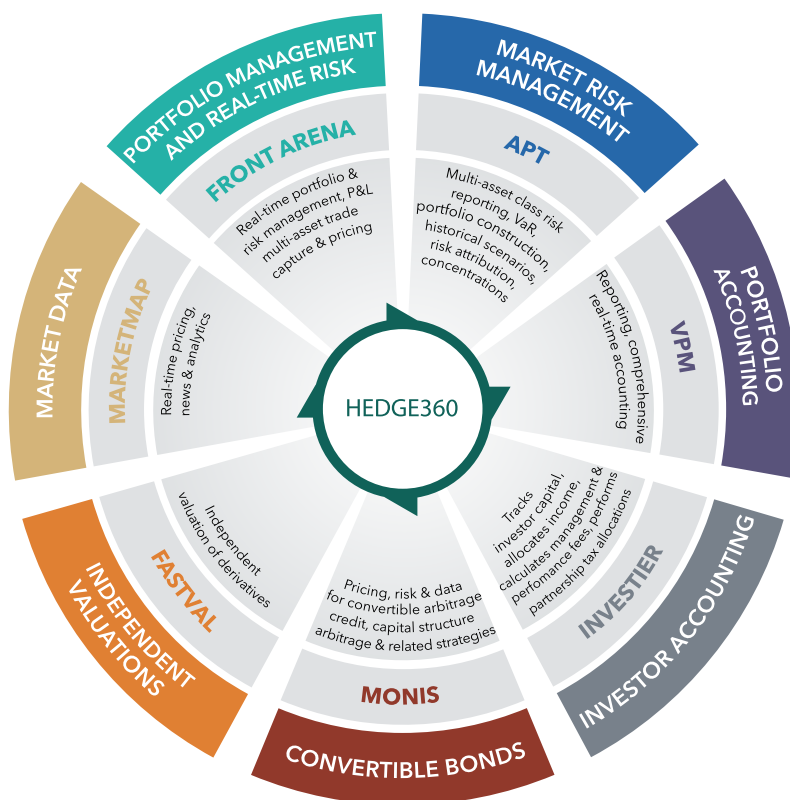 PORTFOLIO MANAGEMENT
AND REAL-TIME RISK
FRONT ARENA
Real-time portfolio &
risk management, P&L
multi-asset trade
capture & pricing
MARKET RISK
MANAGEMENT
APT
Multi-asset class risk
reporting, VaR,
portfolio construction,
historical scenarios,
risk attribution,
concentrations
PORTFOLIO
ACCOUNTING
VPM
Reporting, comprehensive
real-time accounting
INVESTOR ACCOUNTING
INVESTIER
Tracks
investor capital,
allocates income,
calculates management &
perfomance fees, performs
partnership tax allocations
CONVERTIBLE BONDS
MONIS
Pricing, risk & data
for convertible arbitrage
credit, capital structure
arbitrage & related strategies
INDEPENDENT
VALUATIONS
FASTVAL
Independent
valuation of derivatives
MARKET DATA
MARKETMAP
Real-time pricing,
news & analytics
HEDGE360